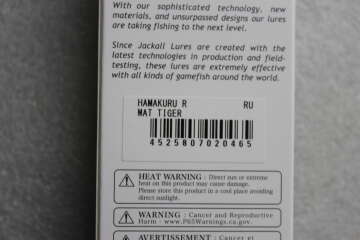 With our sophisticated technology, new
materials, and unsurpassed designs our lures
are taking fishing to the next level.
Since Jackall Lures are created with the
latest technologies in production and field-
testing, these lures are extremely effective
with all kinds of gamefish around the world.
HAMAKURU R RU
MAT TIGER
4525807020465
HEAT WARNING : Direct sun or extreme
heat on this product may cause damage.
Please store this product in a cool place avoiding
direct sunlight.
WARNING : Cancer and Reproductive
Harm - www.P65Warnings.ca.gov.
AVERTISSEMENT : Cancer et